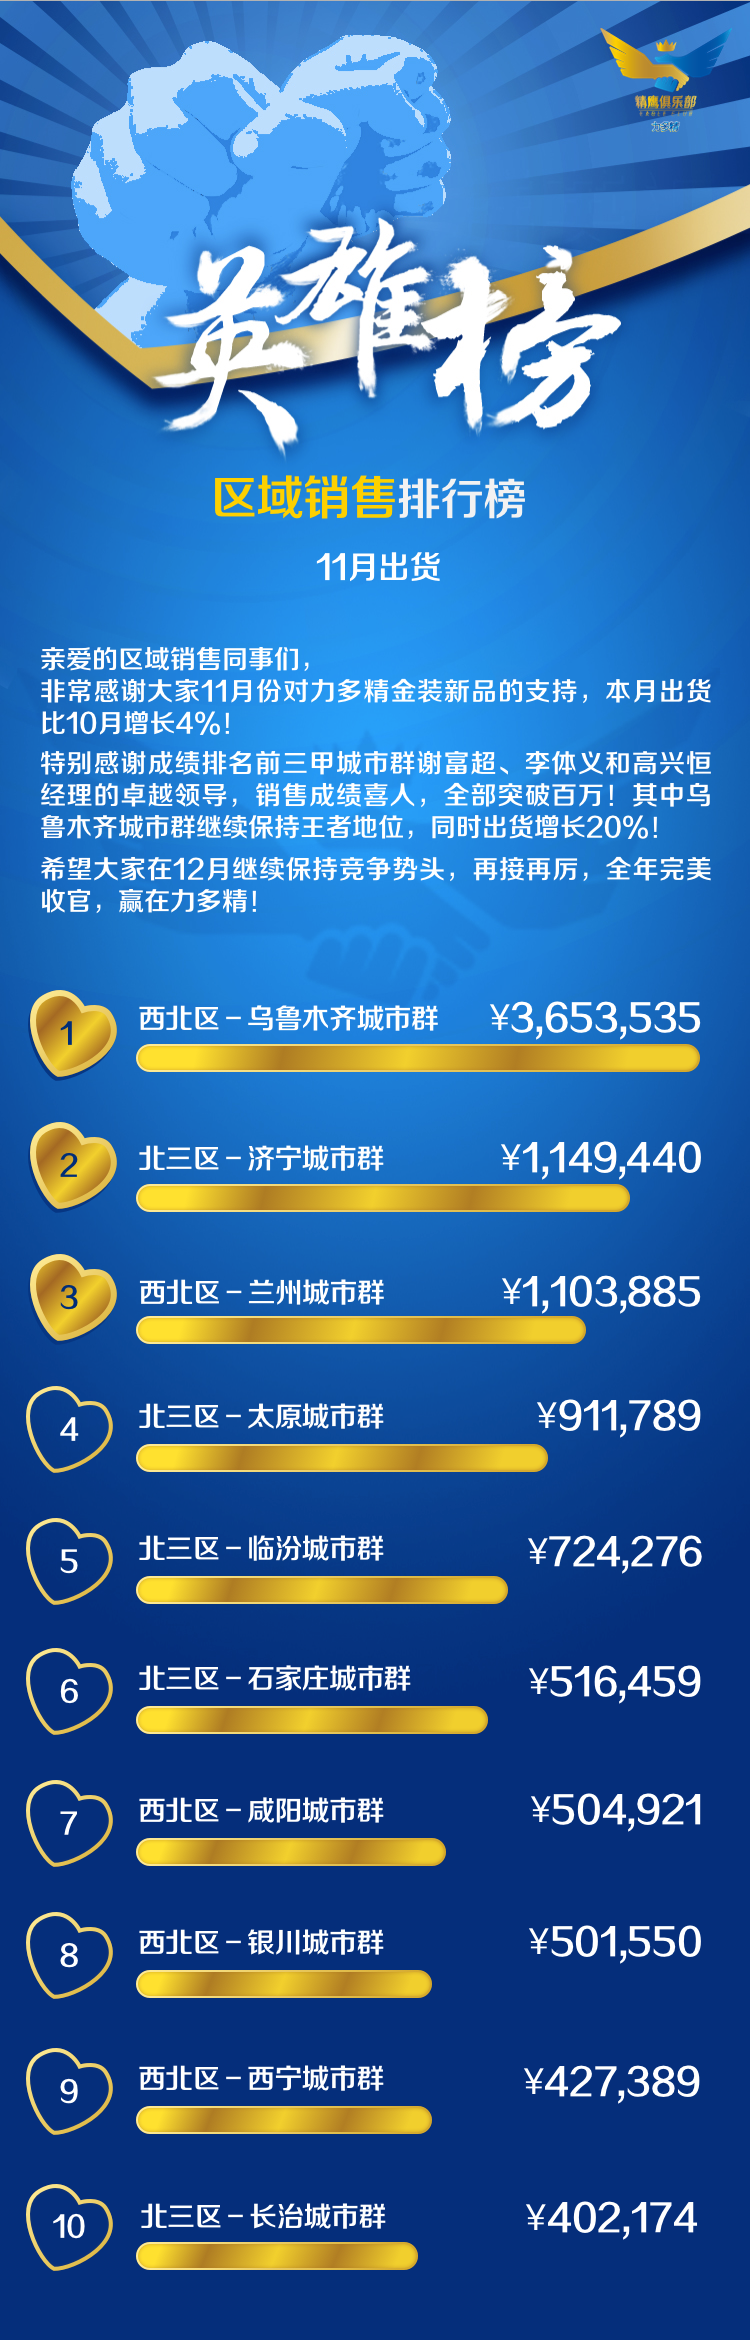 精鹰俱乐部
EAGLE CLUB
力多精
英雄榜
区域销售排行榜
11月出货
亲爱的区域销售同事们，
非常感谢大家11月份对力多精金装新品的支持，本月出货
比10月增长4%！
特别感谢成绩排名前三甲城市群谢富超、李体义和高兴恒
经理的卓越领导，销售成绩喜人，全部突破百万！其中乌
鲁木齐城市群继续保持王者地位，同时出货增长20%！
希望大家在12月继续保持竞争势头，再接再厉，全年完美
收官，赢在力多精！
1 西北区－乌鲁木齐城市群 ¥3,653,535
2 北三区－济宁城市群 ¥1,149,440
3 西北区－兰州城市群 ¥1,103,885
4 北三区－太原城市群 ¥911,789
5 北三区－临汾城市群 ¥724,276
6 北三区－石家庄城市群 ¥516,459
7 西北区－咸阳城市群 ¥504,921
8 西北区－银川城市群 ¥501,550
9 西北区－西宁城市群 ¥427,389
10 北三区－长治城市群 ¥402,174